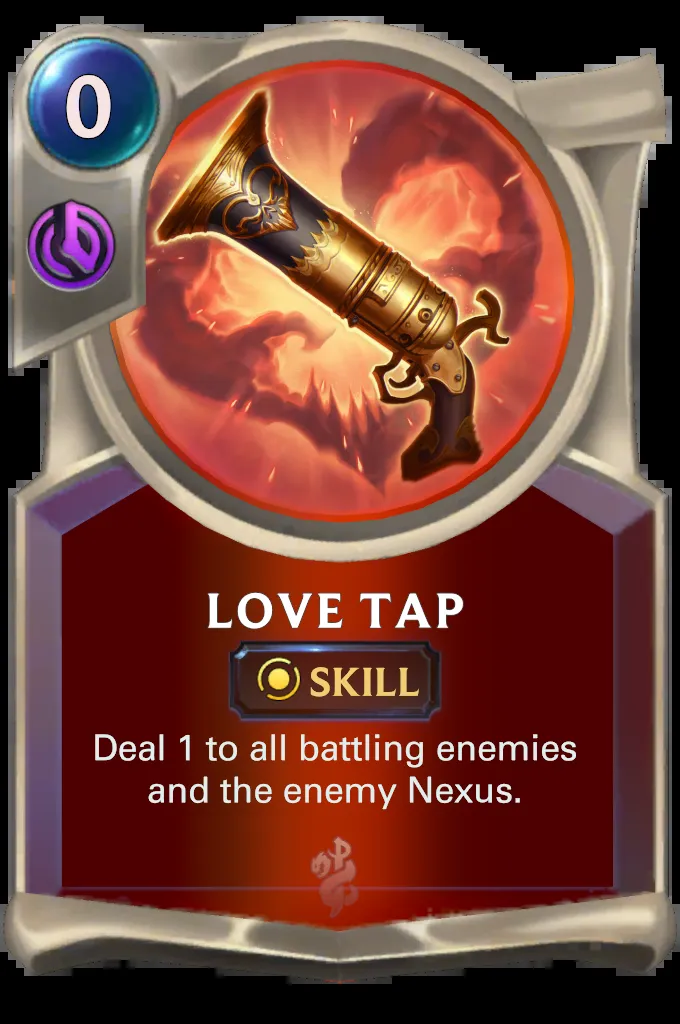 0
LOVE TAP
SKILL
Deal 1 to all battling enemies
and the enemy Nexus.